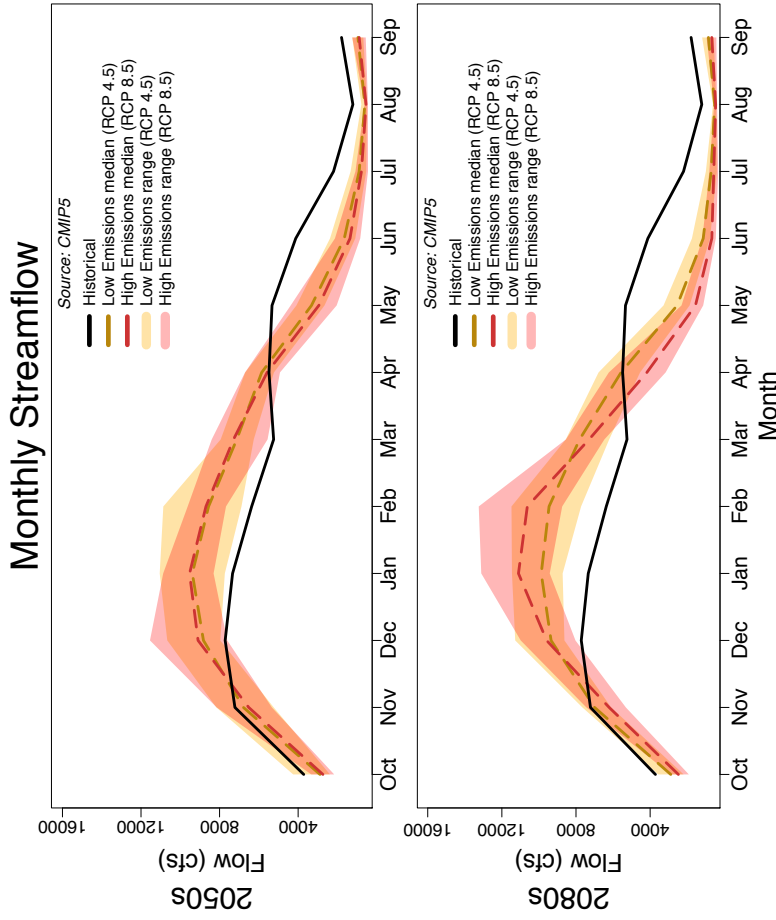 Monthly Streamflow
2050s
Flow (cfs)
16000
12000
8000
4000
Source: CMIP5
Historical
Low Emissions median (RCP 4.5)
High Emissions median (RCP 8.5)
Low Emissions range (RCP 4.5)
High Emissions range (RCP 8.5)
Oct Nov Dec Jan Feb Mar Apr May Jun Jul Aug Sep
2080s
Flow (cfs)
16000
12000
8000
4000
Source: CMIP5
Historical
Low Emissions median (RCP 4.5)
High Emissions median (RCP 8.5)
Low Emissions range (RCP 4.5)
High Emissions range (RCP 8.5)
Oct Nov Dec Jan Feb Mar Apr May Jun Jul Aug Sep
Month